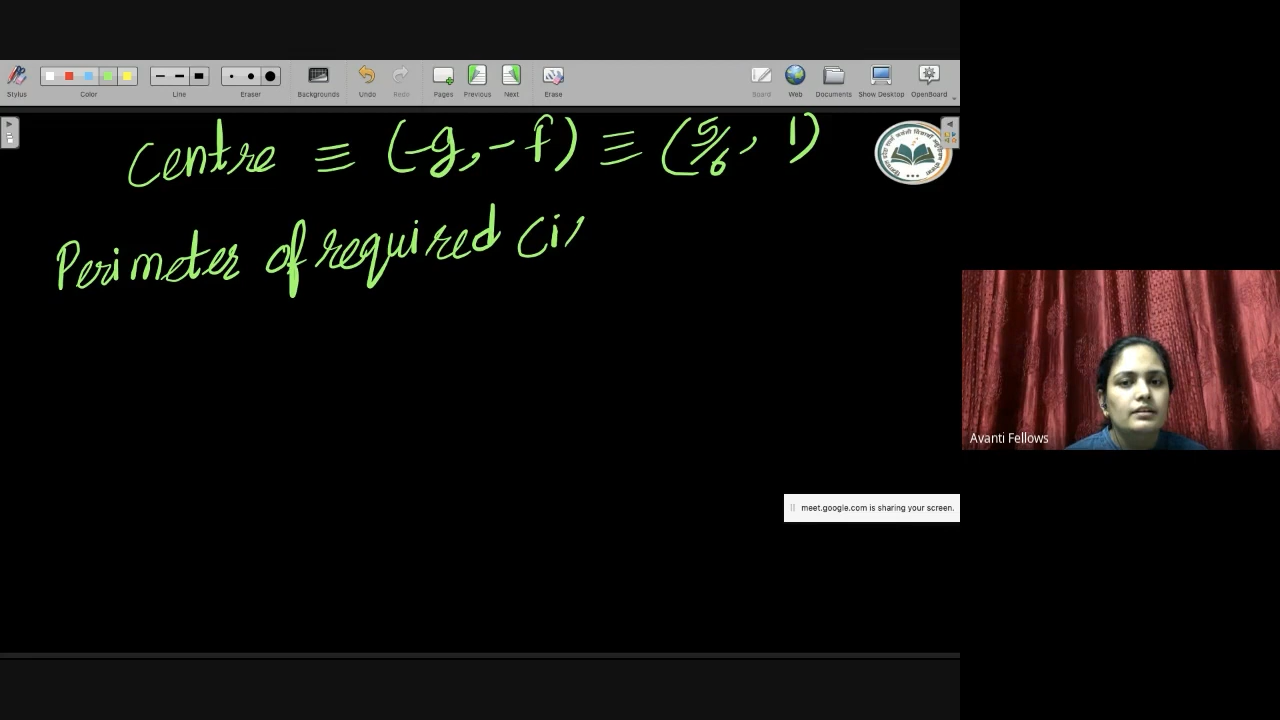 Stylus Color Line Eraser Backgrounds Undo Redo Pages Previous Next Erase Board Web Documents Show Desktop OpenBoard
Centre ≡ (-g, -f) ≡ (5/6, 1)
Perimeter of required Ci
Avanti Fellows
meet.google.com is sharing your screen.